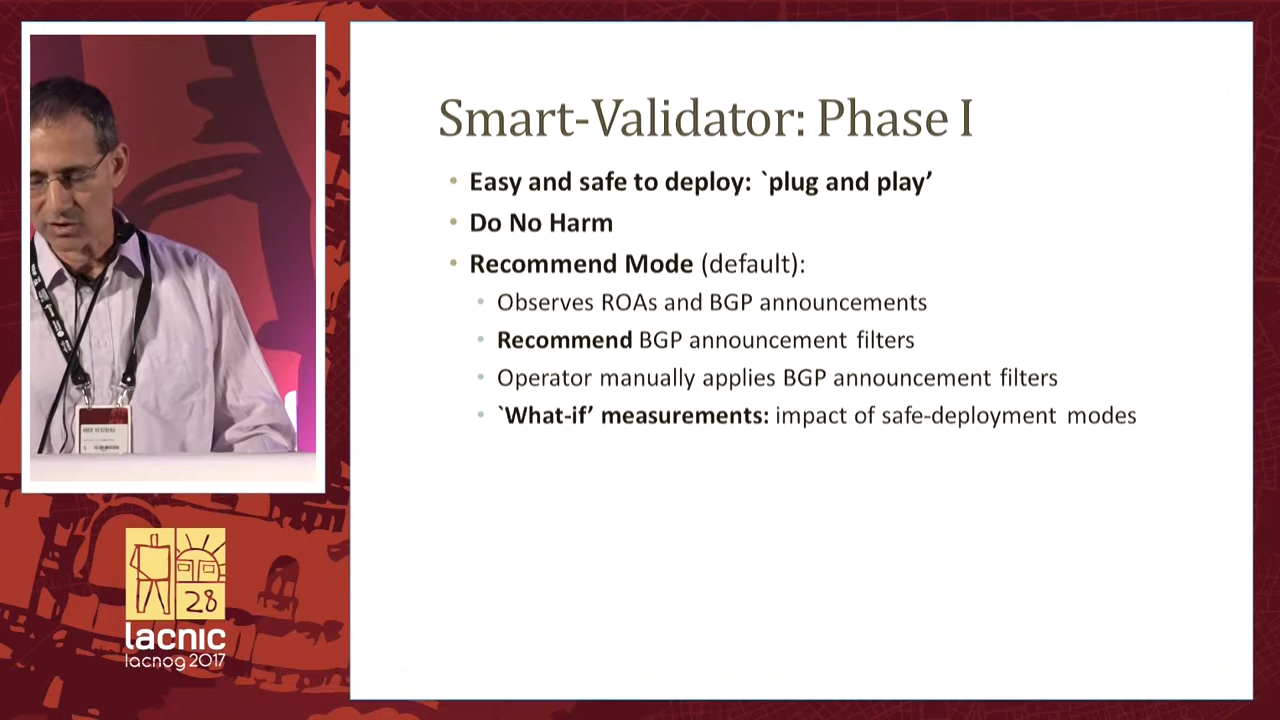 Smart-Validator: Phase I
• Easy and safe to deploy: `plug and play’
• Do No Harm
• Recommend Mode (default):
• Observes ROAs and BGP announcements
• Recommend BGP announcement filters
• Operator manually applies BGP announcement filters
• `What-if’ measurements: impact of safe-deployment modes
28
lacnic
lacnog 2017